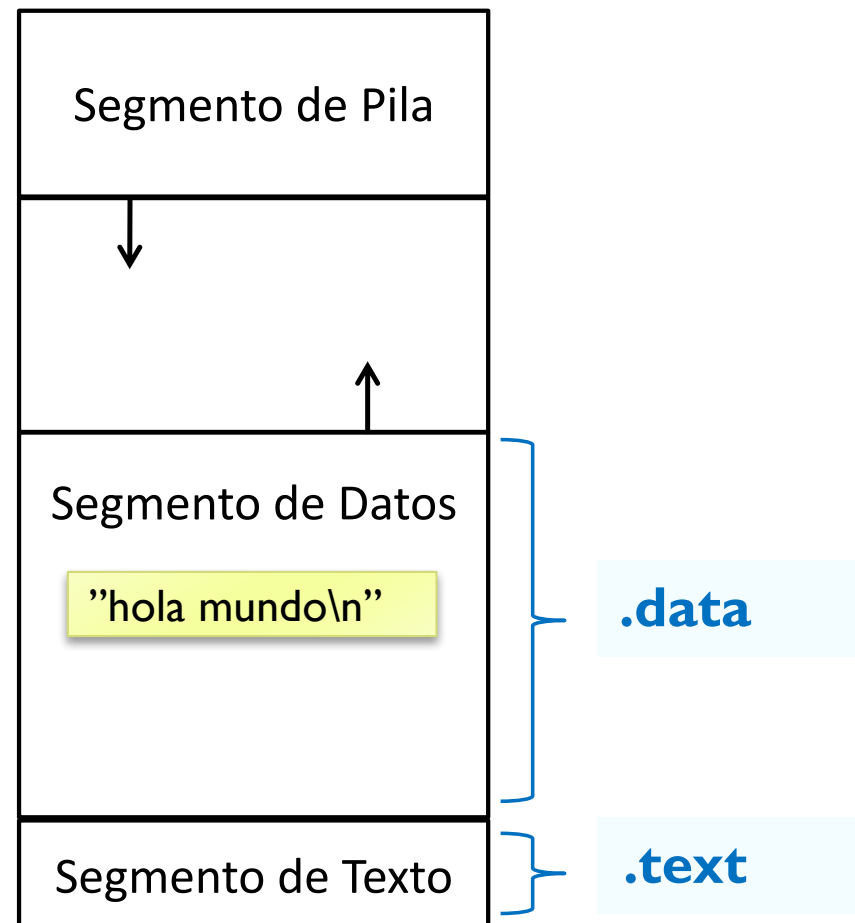 Segmento de Pila
Segmento de Datos
”hola mundo\n”
.data
Segmento de Texto
.text